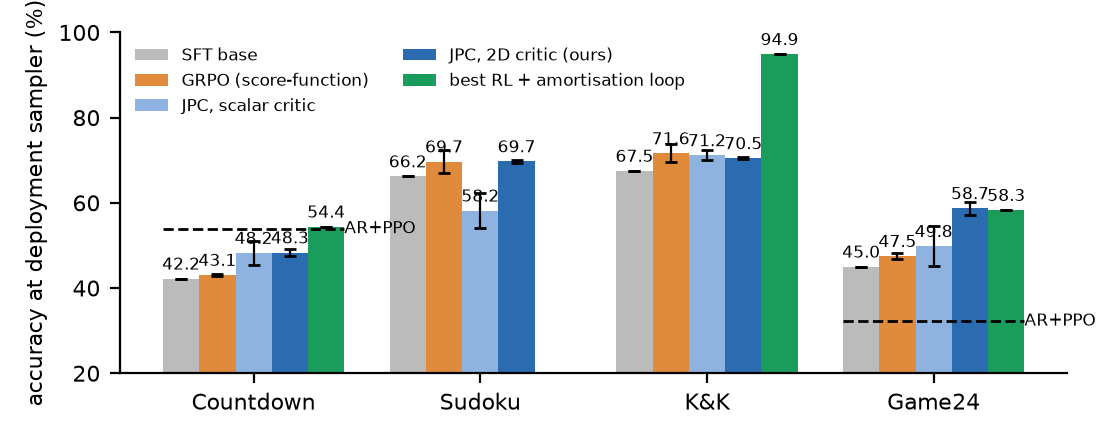 accuracy at deployment sampler (%)
100
80
60
40
20
SFT base
GRPO (score-function)
JPC, scalar critic
JPC, 2D critic (ours)
best RL + amortisation loop
42.2
43.1
48.2
48.3
54.4
AR+PPO
66.2
69.7
58.2
69.7
67.5
71.6
71.2
70.5
94.9
45.0
47.5
49.8
58.7
58.3
AR+PPO
Countdown
Sudoku
K&K
Game24